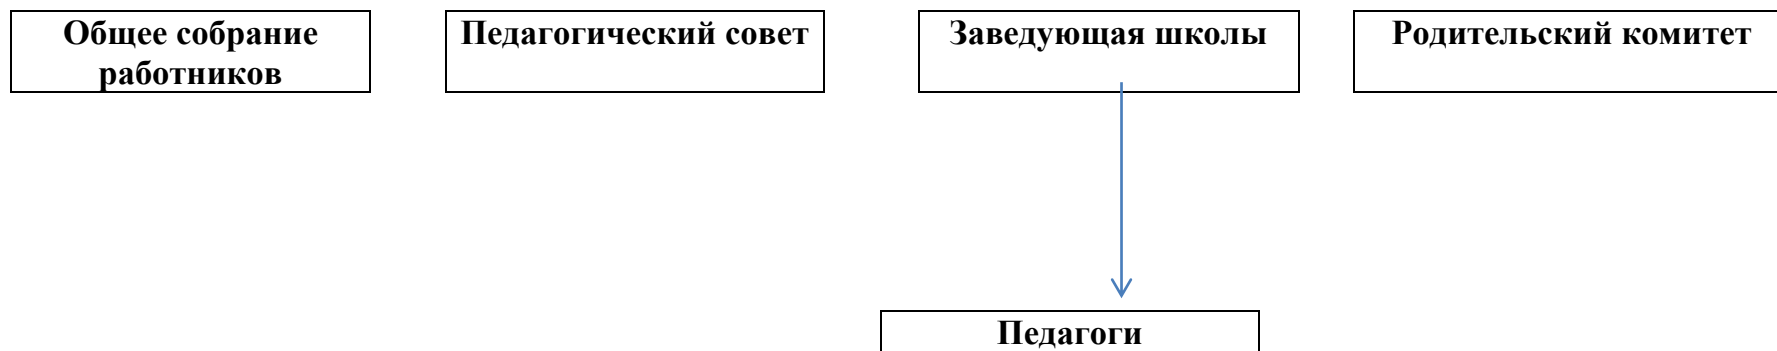 Общее собрание
работников
Педагогический совет
Заведующая школы
Родительский комитет
Педагоги